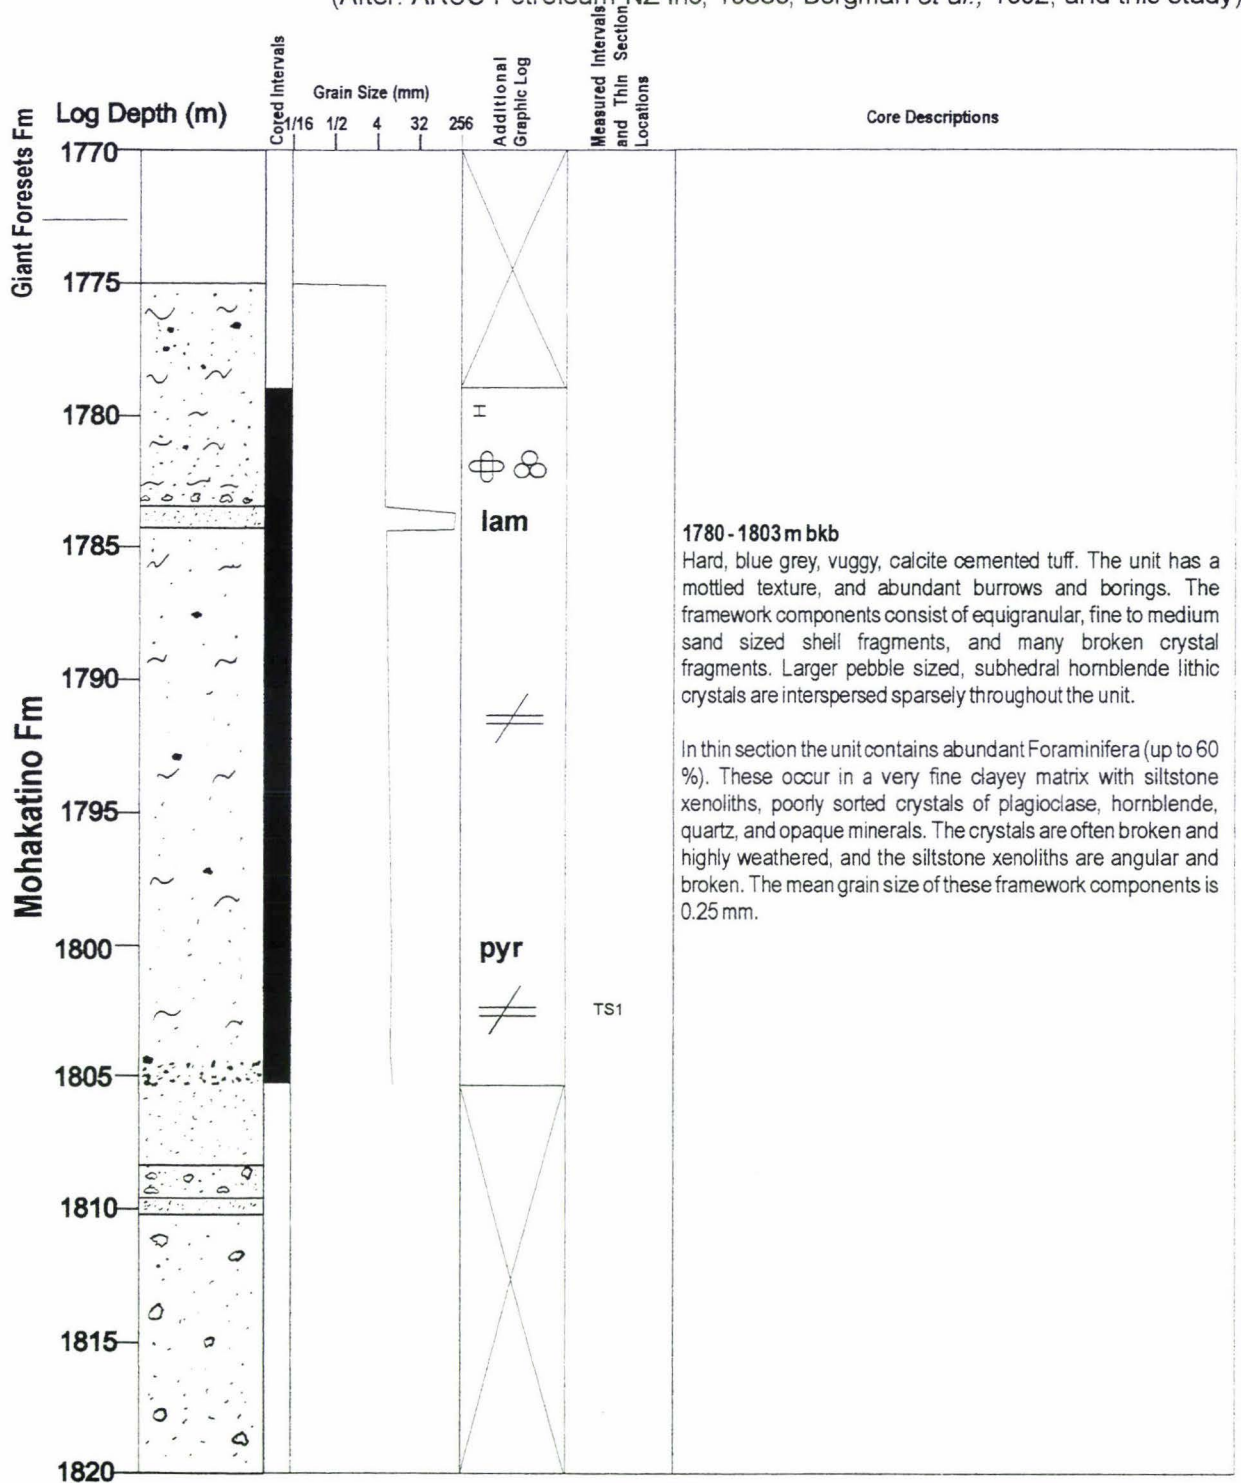 Petroleum NZ Inc, and this study)
Giant Foresets Fm
Mohakatino Fm
Log Depth (m)
Cored Intervals
Grain Size (mm)
1/16 1/2 4 32 256
Additional
Graphic Log
Measured Intervals
and Thin Section
Locations
Core Descriptions
1770
1775
1780
1785
1790
1795
1800
1805
1810
1815
1820
lam
pyr
TS1
1780 - 1803 m bkb
Hard, blue grey, vuggy, calcite cemented tuff. The unit has a
mottled texture, and abundant burrows and borings. The
framework components consist of equigranular, fine to medium
sand sized shell fragments, and many broken crystal
fragments. Larger pebble sized, subhedral hornblende lithic
crystals are interspersed sparsely throughout the unit.
In thin section the unit contains abundant Foraminifera (up to 60
%). These occur in a very fine clayey matrix with siltstone
xenoliths, poorly sorted crystals of plagioclase, hornblende,
quartz, and opaque minerals. The crystals are often broken and
highly weathered, and the siltstone xenoliths are angular and
broken. The mean grain size of these framework components is
0.25 mm.